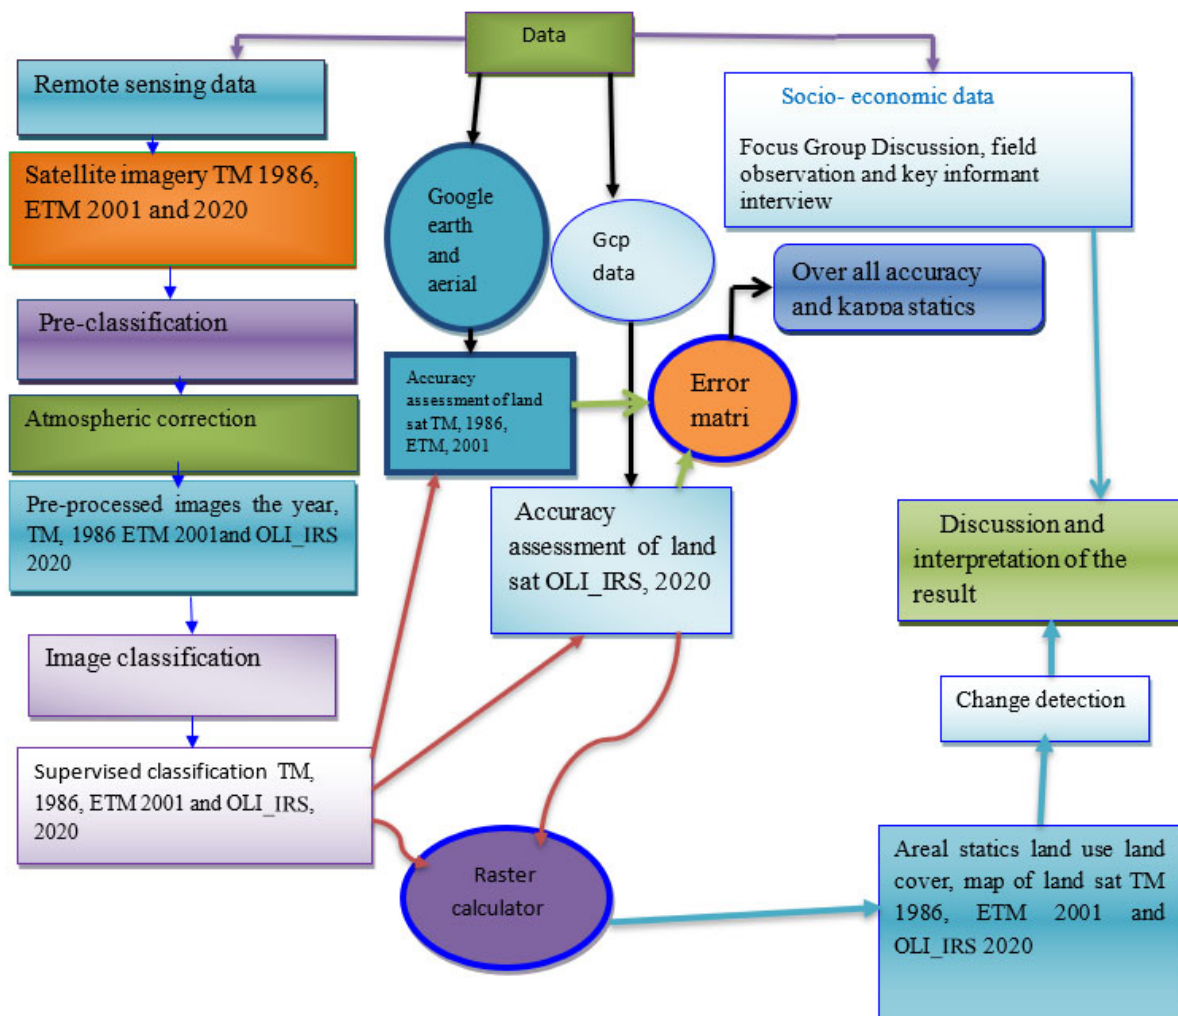 Data
Remote sensing data
Satellite imagery TM 1986,
ETM 2001 and 2020
Pre-classification
Atmospheric correction
Pre-processed images the year,
TM, 1986 ETM 2001and OLI_IRS
2020
Image classification
Supervised classification TM,
1986, ETM 2001 and OLI_IRS,
2020
Google
earth
and
aerial
Gcp
data
Accuracy
assessment of land
sat TM, 1986,
ETM, 2001
Error
matri
Over all accuracy
and kappa statics
Accuracy
assessment of land
sat OLI_IRS, 2020
Raster
calculator
Socio- economic data
Focus Group Discussion, field
observation and key informant
interview
Discussion and
interpretation of the
result
Change detection
Areal statics land use land
cover, map of land sat TM
1986, ETM 2001 and
OLI_IRS 2020